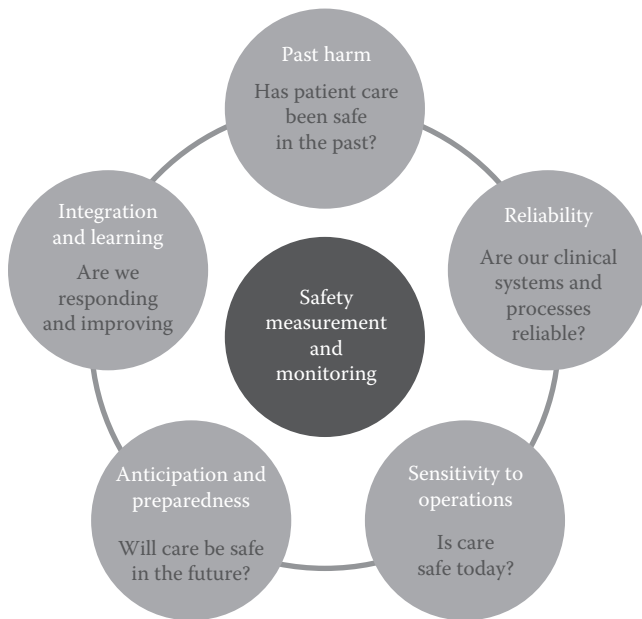 Past harm
Has patient care
been safe
in the past?
Reliability
Are our clinical
systems and
processes
reliable?
Sensitivity to
operations
Is care
safe today?
Anticipation and
preparedness
Will care be safe
in the future?
Integration
and learning
Are we
responding
and improving
Safety
measurement
and
monitoring